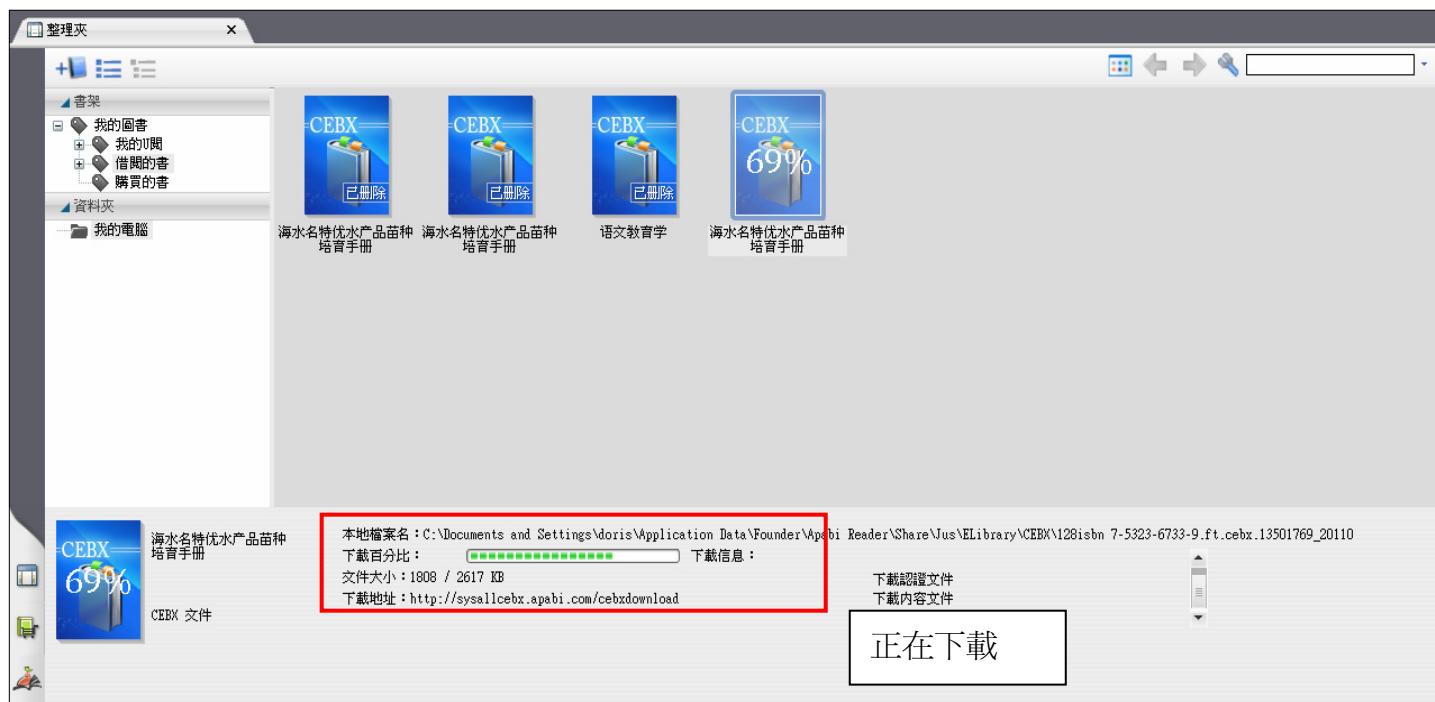 整理夾
書架
我的圖書
我的U閱
借閱的書
購買的書
資料夾
我的電腦
CEBX
已删除
海水名特优水产品苗种
培育手册
CEBX
已删除
海水名特优水产品苗种
培育手册
CEBX
已删除
语文教育学
CEBX
69%
海水名特优水产品苗种
培育手册
CEBX
69%
海水名特优水产品苗种
培育手册
CEBX 文件
本地檔案名：C:\Documents and Settings\doris\Application Data\Founder\Apabi Reader\Share\Jus\ELibrary\CEBX\128isbn 7-5323-6733-9.ft.cebx.13501769_20110
下載百分比： 下載信息：
文件大小：1808 / 2617 KB
下載認證文件
下載地址：http://sysallcebx.apabi.com/cebxdownload
下載内容文件
正在下載